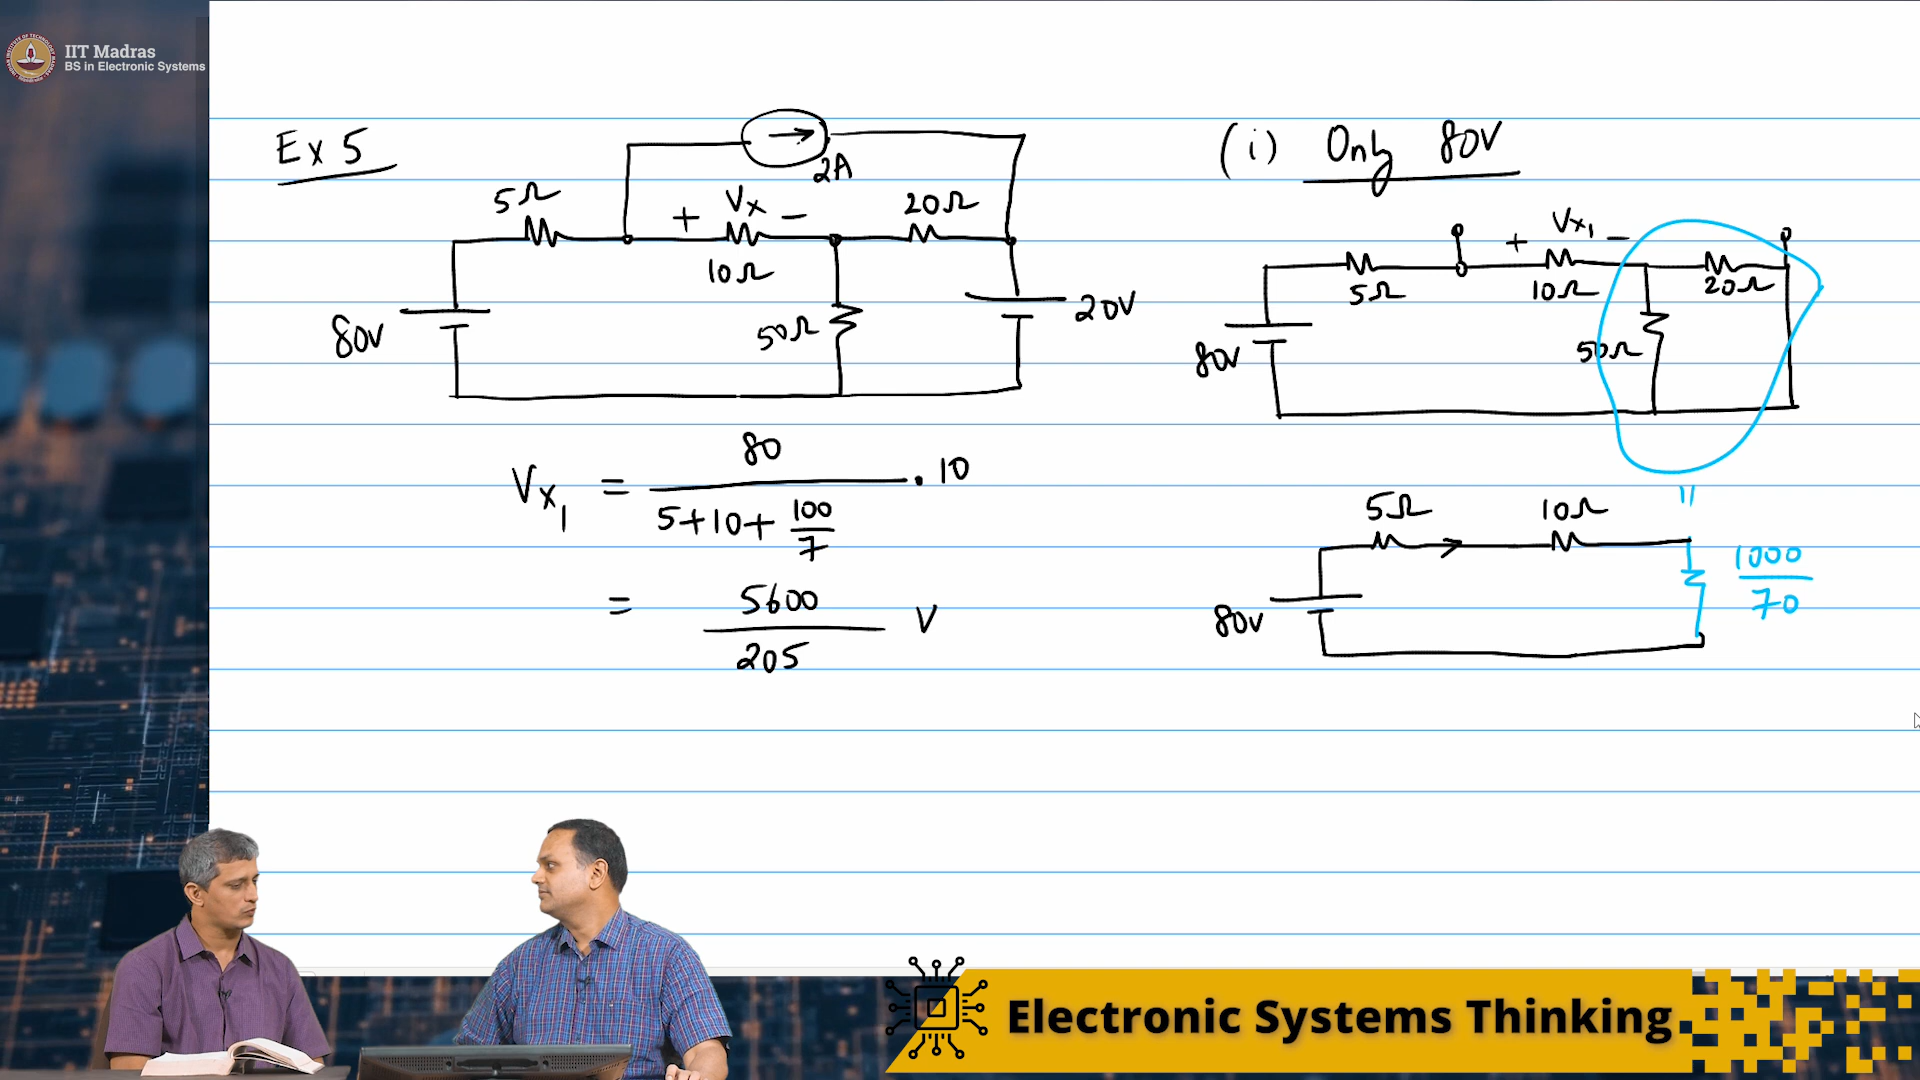 IIT Madras
BS in Electronic Systems
Ex 5
2A
5Ω
+ Vx −
20Ω
10Ω
80V
50Ω
20V
(i) Only 80V
+ Vx₁ −
5Ω
10Ω
20Ω
80V
50Ω
Vx₁ = 80 / (5+10+ 100/7) . 10
= 5600/205 V
"
5Ω
10Ω
80V
1000/70
Electronic Systems Thinking